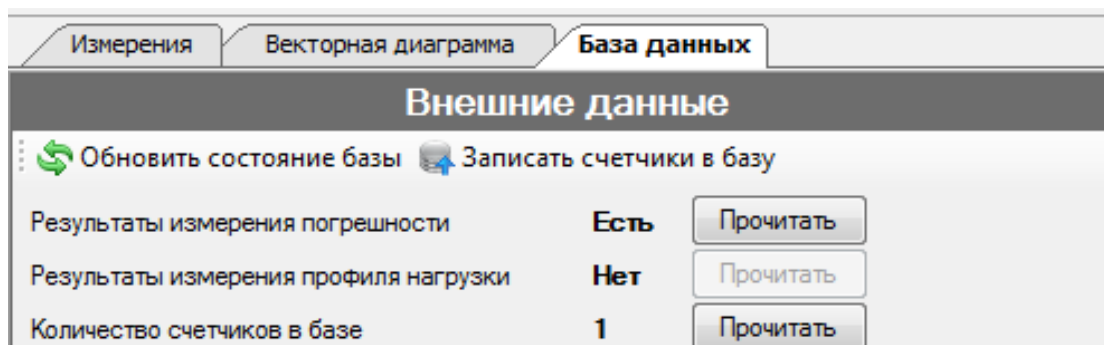 Измерения Векторная диаграмма База данных
Внешние данные
Обновить состояние базы Записать счетчики в базу
Результаты измерения погрешности Есть Прочитать
Результаты измерения профиля нагрузки Нет Прочитать
Количество счетчиков в базе 1 Прочитать